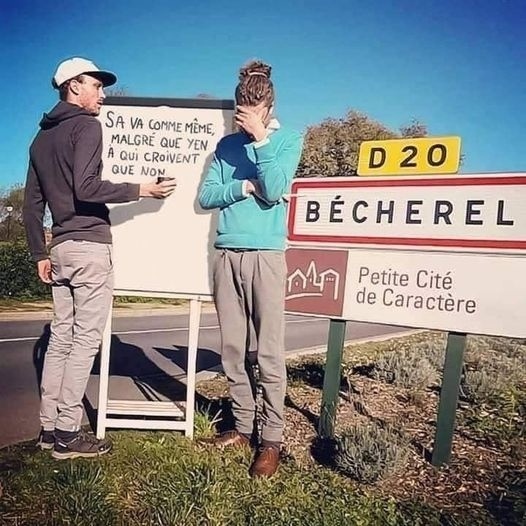 SA VA COMME MÊME,
MALGRÉ QUE YEN
À QUI CROIVENT
QUE NON
D 20
BÉCHEREL
Petite Cité
de Caractère